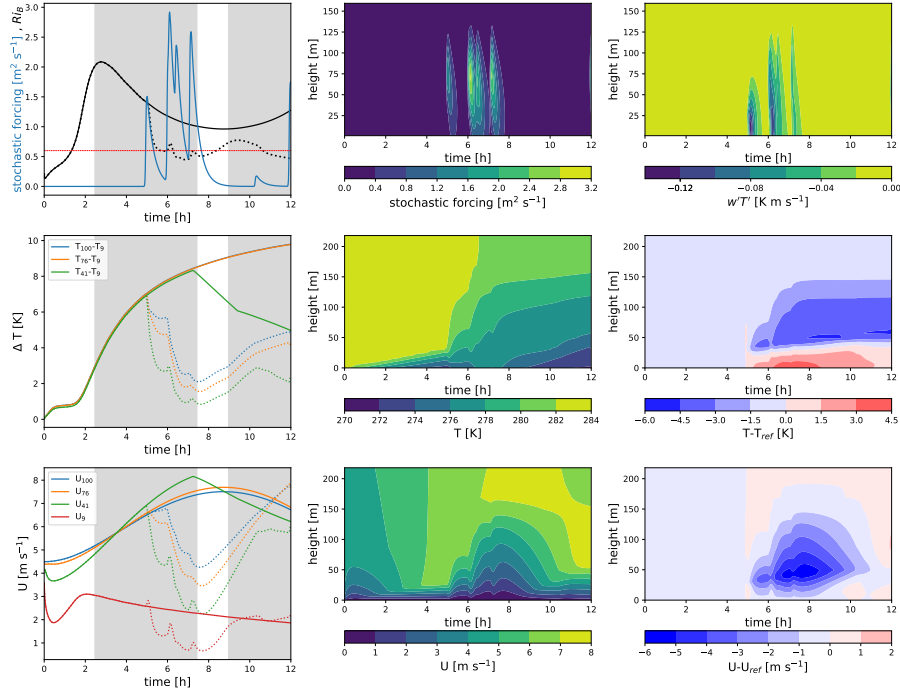 stochastic forcing [m² s⁻¹] , Ri_B
3.0
2.5
2.0
1.5
1.0
0.5
0.0
0 2 4 6 8 10 12
time [h]
height [m]
150
125
100
75
50
25
0 2 4 6 8 10 12
time [h]
0.0 0.4 0.8 1.2 1.6 2.0 2.4 2.8 3.2
stochastic forcing [m² s⁻¹]
height [m]
150
125
100
75
50
25
0 2 4 6 8 10 12
time [h]
−0.12 −0.08 −0.04 0.00
w'T' [K m s⁻¹]
Δ T [K]
10
8
6
4
2
0
T₁₀₀-T₉
T₇₆-T₉
T₄₁-T₉
0 2 4 6 8 10 12
time [h]
height [m]
200
150
100
50
0
0 2 4 6 8 10 12
time [h]
270 272 274 276 278 280 282 284
T [K]
height [m]
200
150
100
50
0
0 2 4 6 8 10 12
time [h]
−6.0 −4.5 −3.0 −1.5 0.0 1.5 3.0 4.5
T-T_ref [K]
U [m s⁻¹]
8
7
6
5
4
3
2
1
U₁₀₀
U₇₆
U₄₁
U₉
0 2 4 6 8 10 12
time [h]
height [m]
200
150
100
50
0
0 2 4 6 8 10 12
time [h]
0 1 2 3 4 5 6 7 8
U [m s⁻¹]
height [m]
200
150
100
50
0
0 2 4 6 8 10 12
time [h]
−6 −5 −4 −3 −2 −1 0 1 2
U-U_ref [m s⁻¹]